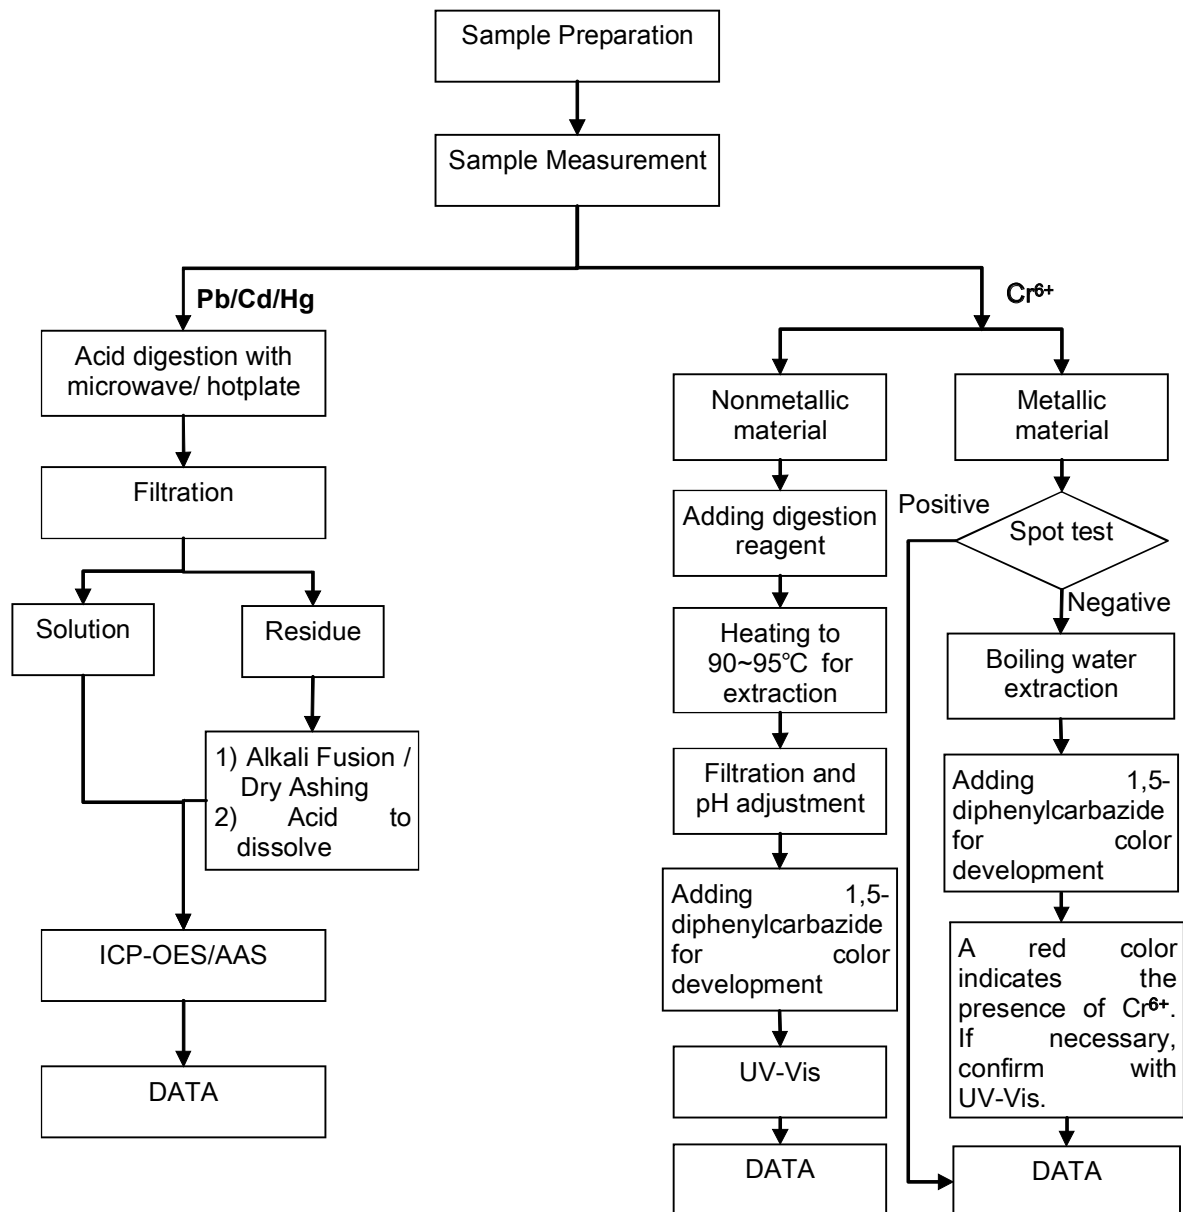 Sample Preparation
Sample Measurement
Pb/Cd/Hg
Cr⁶⁺
Acid digestion with
microwave/ hotplate
Filtration
Solution
Residue
1) Alkali Fusion /
Dry Ashing
2) Acid to
dissolve
ICP-OES/AAS
DATA
Nonmetallic
material
Adding digestion
reagent
Heating to
90~95℃ for
extraction
Filtration and
pH adjustment
Adding 1,5-
diphenylcarbazide
for color
development
UV-Vis
DATA
Metallic
material
Positive
Spot test
Negative
Boiling water
extraction
Adding 1,5-
diphenylcarbazide
for color
development
A red color
indicates the
presence of Cr⁶⁺.
If necessary,
confirm with
UV-Vis.
DATA